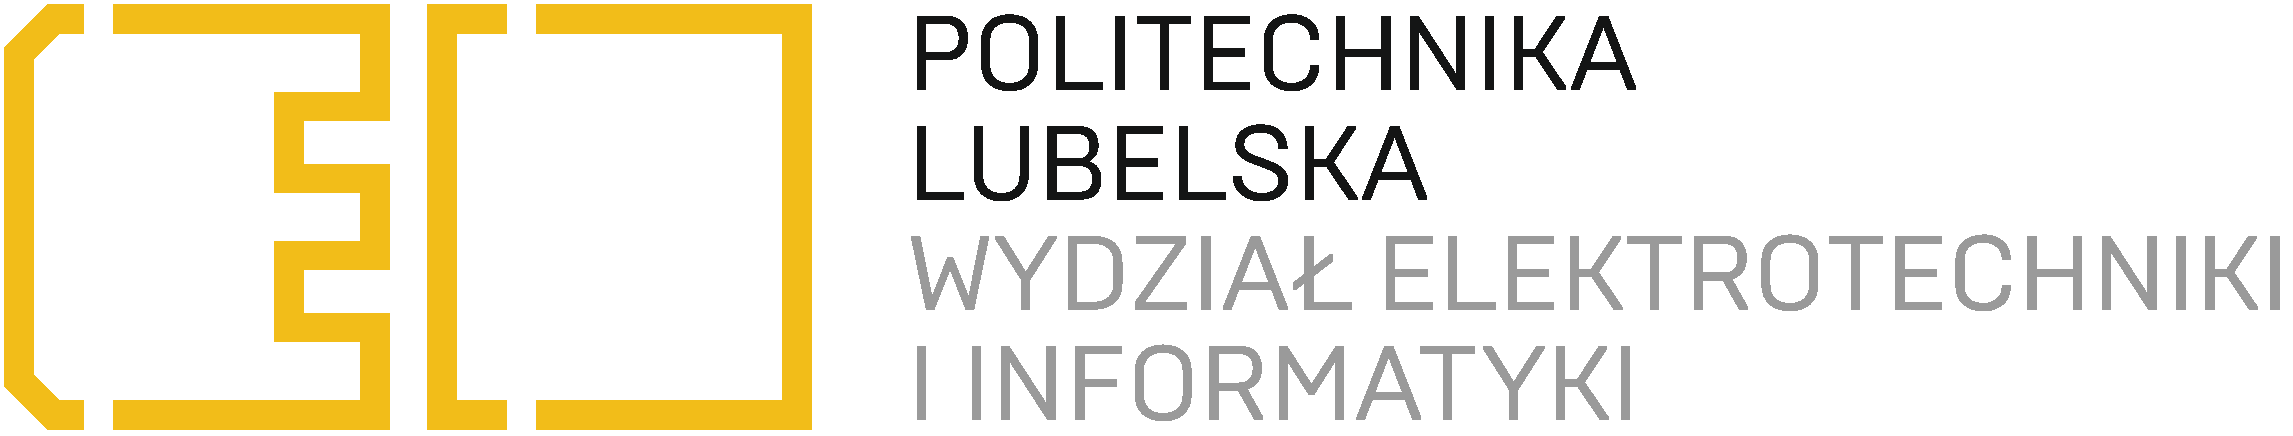 POLITECHNIKA
LUBELSKA
WYDZIAŁ ELEKTROTECHNIKI
I INFORMATYKI